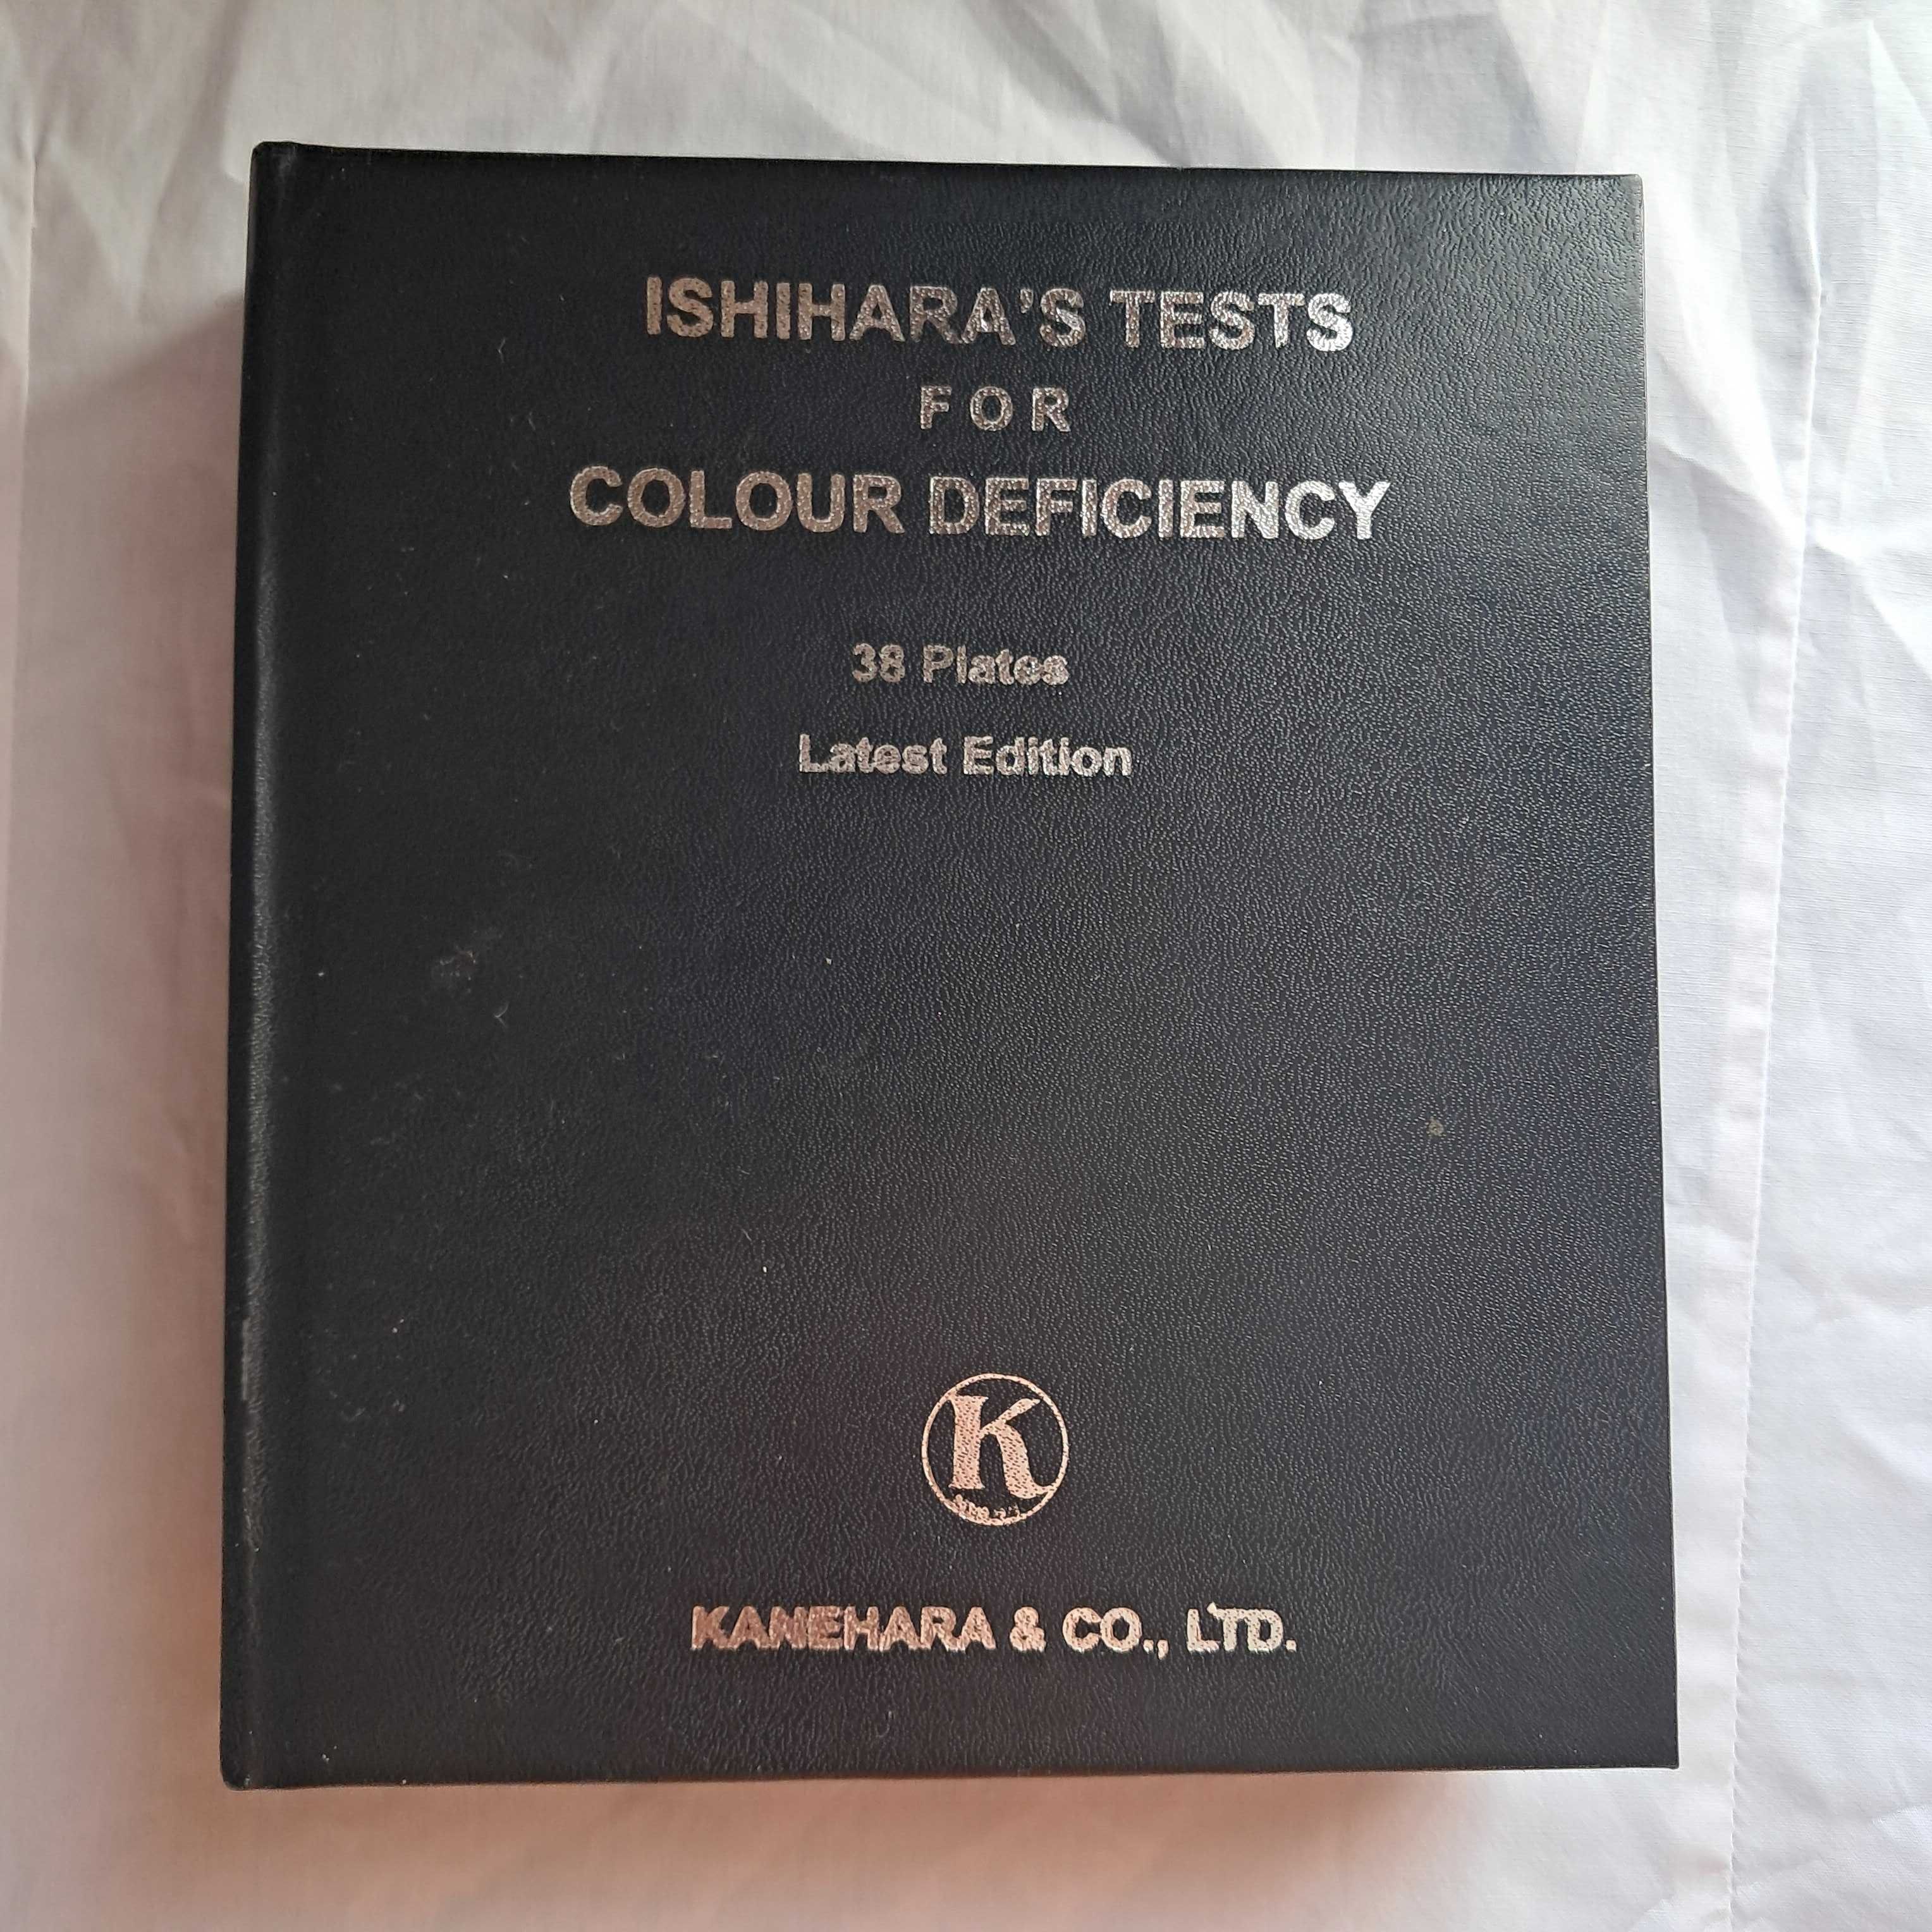 ISHIHARA'S TESTS
FOR
COLOUR DEFICIENCY
38 Plates
Latest Edition
K
KANEHARA & CO., LTD.